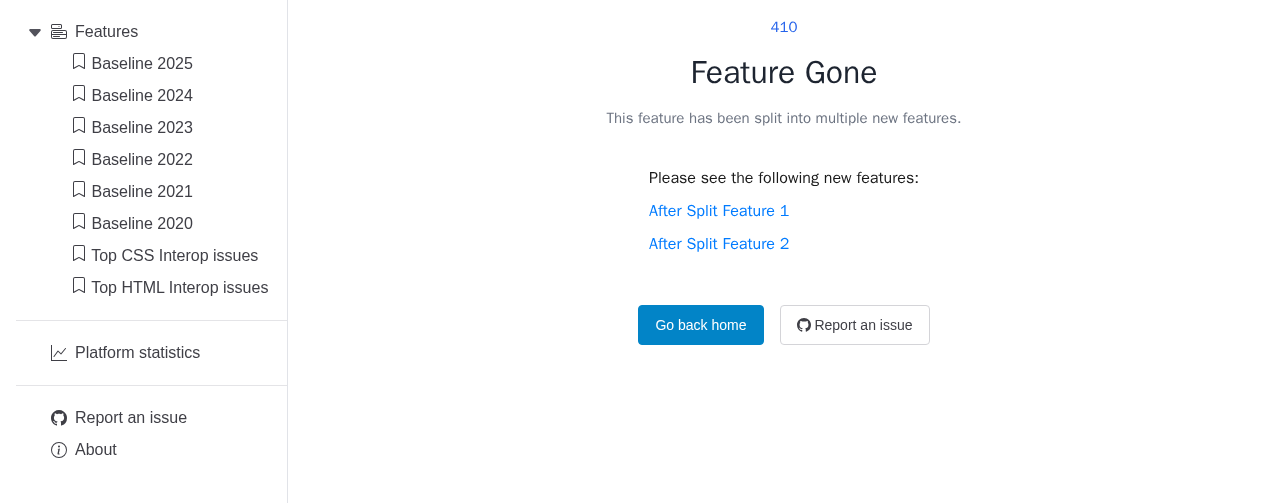 Features
Baseline 2025
Baseline 2024
Baseline 2023
Baseline 2022
Baseline 2021
Baseline 2020
Top CSS Interop issues
Top HTML Interop issues
Platform statistics
Report an issue
About
410
Feature Gone
This feature has been split into multiple new features.
Please see the following new features:
After Split Feature 1
After Split Feature 2
Go back home
Report an issue